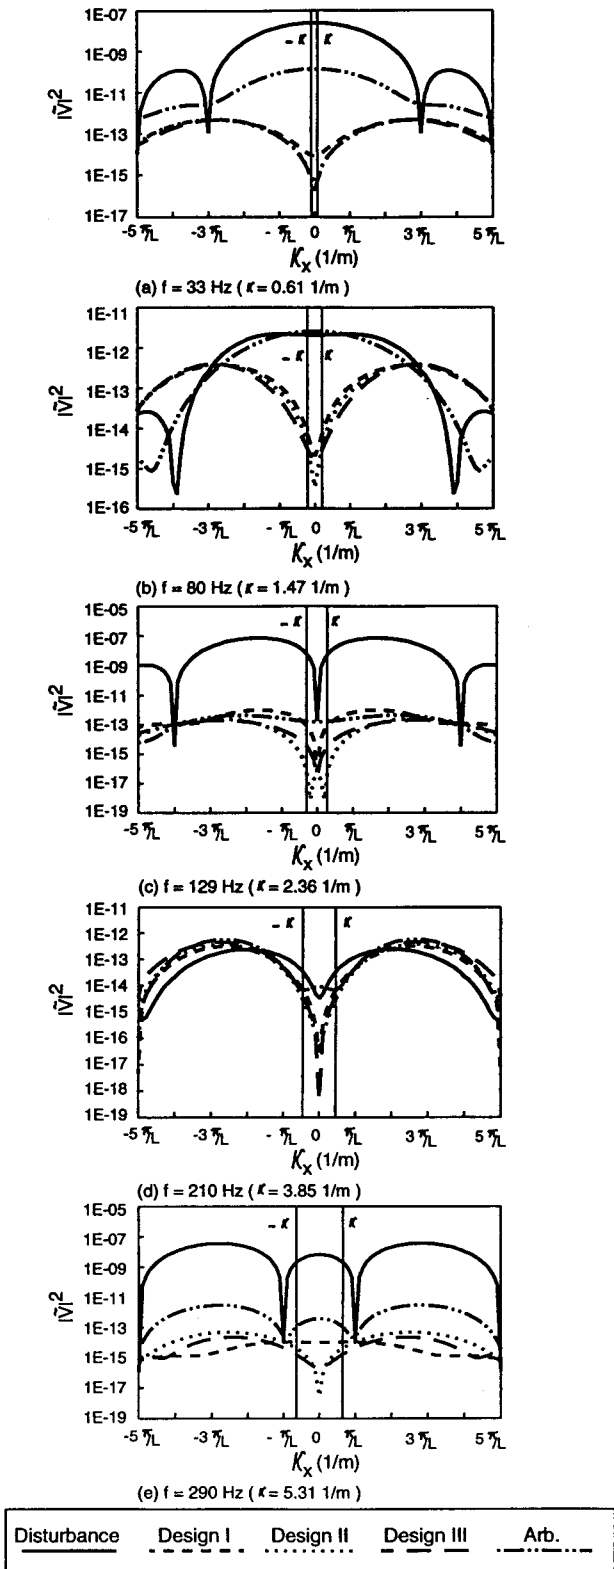 1E-07
1E-09
1E-11
1E-13
1E-15
1E-17
|Ṽ|²
- κ κ
-5 π/L -3 π/L - π/L 0 π/L 3 π/L 5 π/L
Kx (1/m)
(a) f = 33 Hz ( κ = 0.61 1/m )
1E-11
1E-12
1E-13
1E-14
1E-15
1E-16
|Ṽ|²
- κ κ
-5 π/L -3 π/L - π/L 0 π/L 3 π/L 5 π/L
Kx (1/m)
(b) f = 80 Hz ( κ = 1.47 1/m )
1E-05
1E-07
1E-09
1E-11
1E-13
1E-15
1E-17
1E-19
|Ṽ|²
- κ κ
-5 π/L -3 π/L - π/L 0 π/L 3 π/L 5 π/L
Kx (1/m)
(c) f = 129 Hz ( κ = 2.36 1/m )
1E-11
1E-12
1E-13
1E-14
1E-15
1E-16
1E-17
1E-18
1E-19
|Ṽ|²
- κ κ
-5 π/L -3 π/L - π/L 0 π/L 3 π/L 5 π/L
Kx (1/m)
(d) f = 210 Hz ( κ = 3.85 1/m )
1E-05
1E-07
1E-09
1E-11
1E-13
1E-15
1E-17
1E-19
|Ṽ|²
- κ κ
-5 π/L -3 π/L - π/L 0 π/L 3 π/L 5 π/L
Kx (1/m)
(e) f = 290 Hz ( κ = 5.31 1/m )
Disturbance Design I Design II Design III Arb.